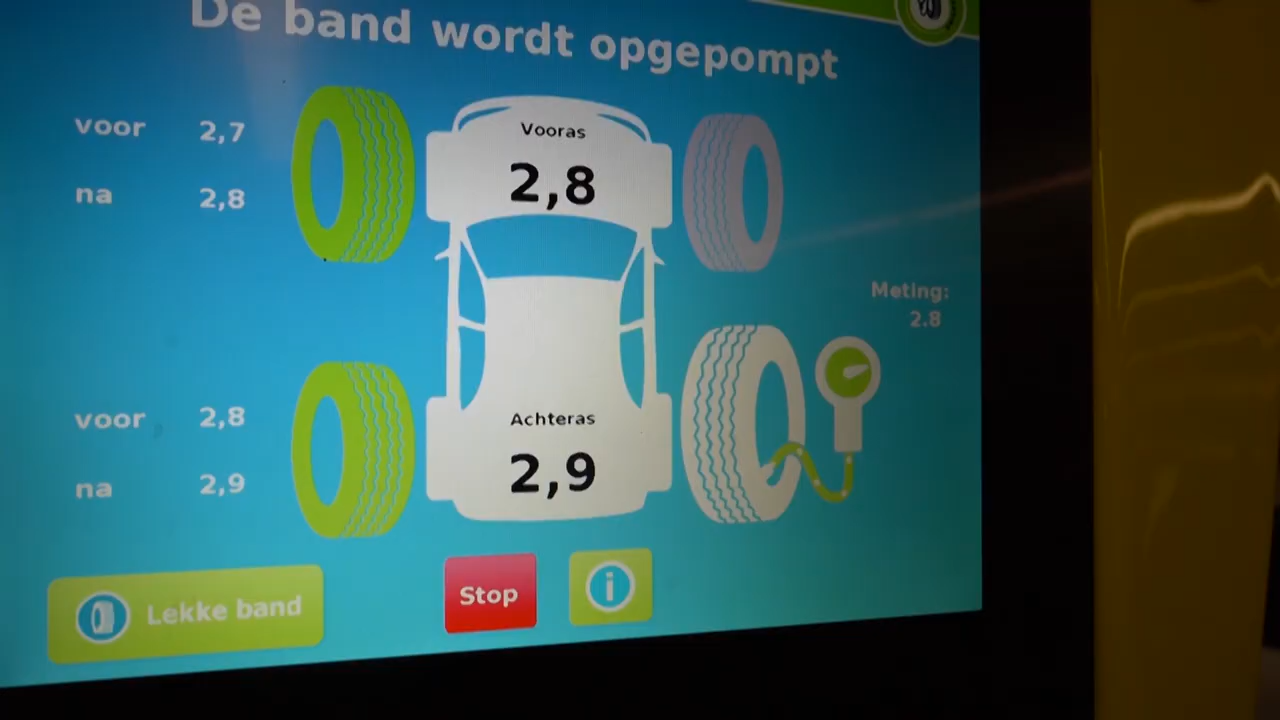 De band wordt opgepompt
voor 2,7
na 2,8
Vooras
2,8
Meting:
2.8
voor 2,8
na 2,9
Achteras
2,9
Lekke band
Stop
i